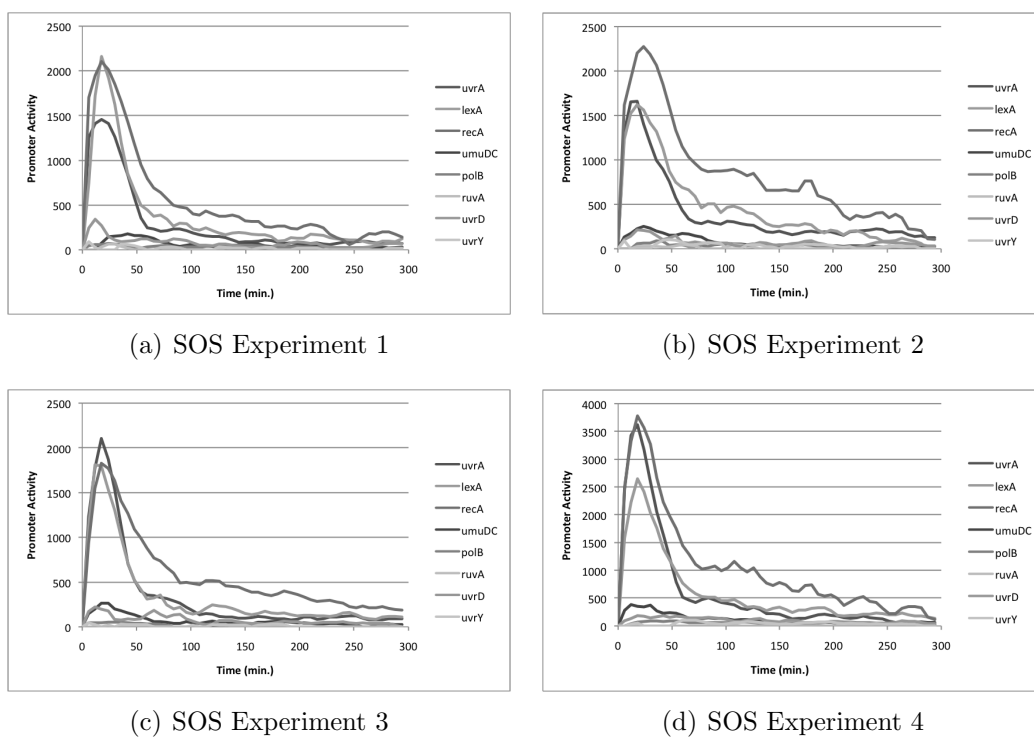 2500
2000
1500
1000
500
0
Promoter Activity
0 50 100 150 200 250 300
Time (min.)
uvrA
lexA
recA
umuDC
polB
ruvA
uvrD
uvrY
(a) SOS Experiment 1
2500
2000
1500
1000
500
0
Promoter Activity
0 50 100 150 200 250 300
Time (min.)
uvrA
lexA
recA
umuDC
polB
ruvA
uvrD
uvrY
(b) SOS Experiment 2
2500
2000
1500
1000
500
0
Promoter Activity
0 50 100 150 200 250 300
Time (min.)
uvrA
lexA
recA
umuDC
polB
ruvA
uvrD
uvrY
(c) SOS Experiment 3
4000
3500
3000
2500
2000
1500
1000
500
0
Promoter Activity
0 50 100 150 200 250 300
Time (min.)
uvrA
lexA
recA
umuDC
polB
ruvA
uvrD
uvrY
(d) SOS Experiment 4